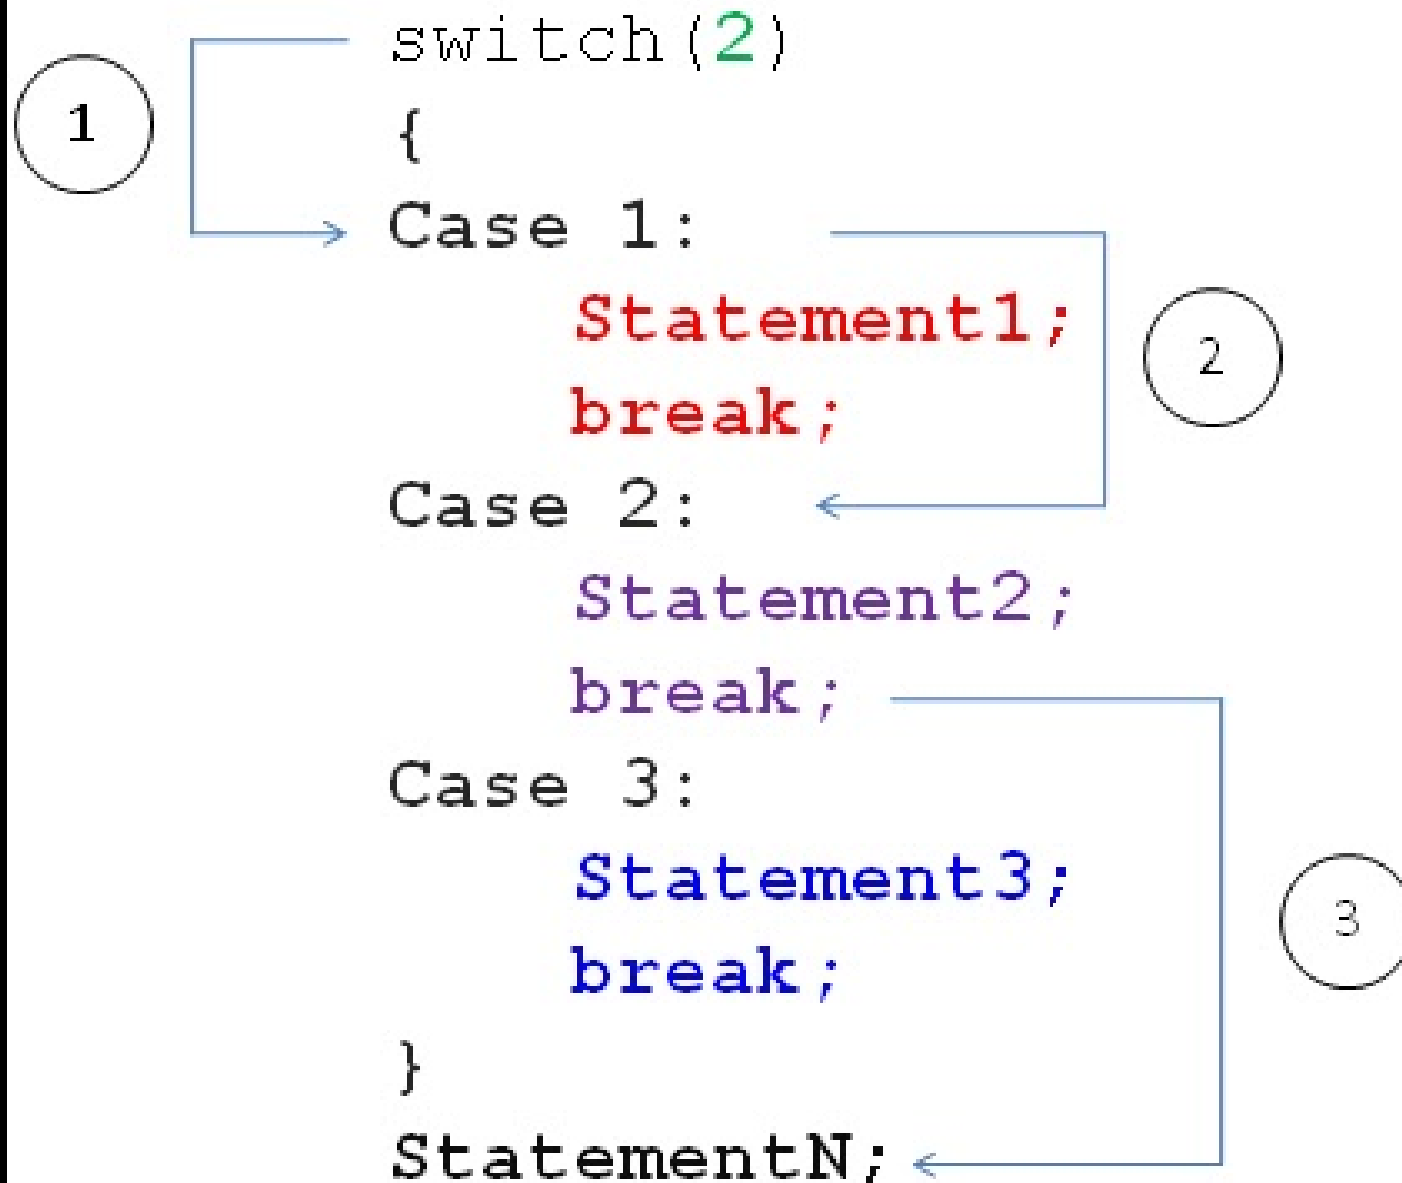 switch(2)
1
{
Case 1:
Statement1;
2
break;
Case 2:
Statement2;
break;
Case 3:
Statement3;
3
break;
}
StatementN;